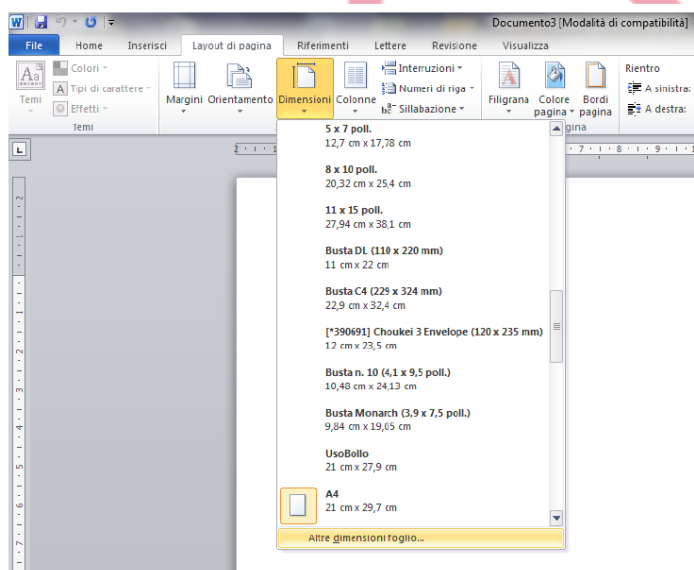 Documento3 [Modalità di compatibilità]
File Home Inserisci Layout di pagina Riferimenti Lettere Revisione Visualizza
Temi
Colori
Tipi di carattere
Effetti
Temi
Margini Orientamento Dimensioni Colonne
Interruzioni
Numeri di riga
Sillabazione
Filigrana Colore pagina Bordi pagina
gina
Rientro
A sinistra:
A destra:
5 x 7 poll.
12,7 cm x 17,78 cm
8 x 10 poll.
20,32 cm x 25,4 cm
11 x 15 poll.
27,94 cm x 38,1 cm
Busta DL (110 x 220 mm)
11 cm x 22 cm
Busta C4 (229 x 324 mm)
22,9 cm x 32,4 cm
[*390691] Choukei 3 Envelope (120 x 235 mm)
12 cm x 23,5 cm
Busta n. 10 (4,1 x 9,5 poll.)
10,48 cm x 24,13 cm
Busta Monarch (3,9 x 7,5 poll.)
9,84 cm x 19,05 cm
UsoBollo
21 cm x 27,9 cm
A4
21 cm x 29,7 cm
Altre dimensioni foglio...